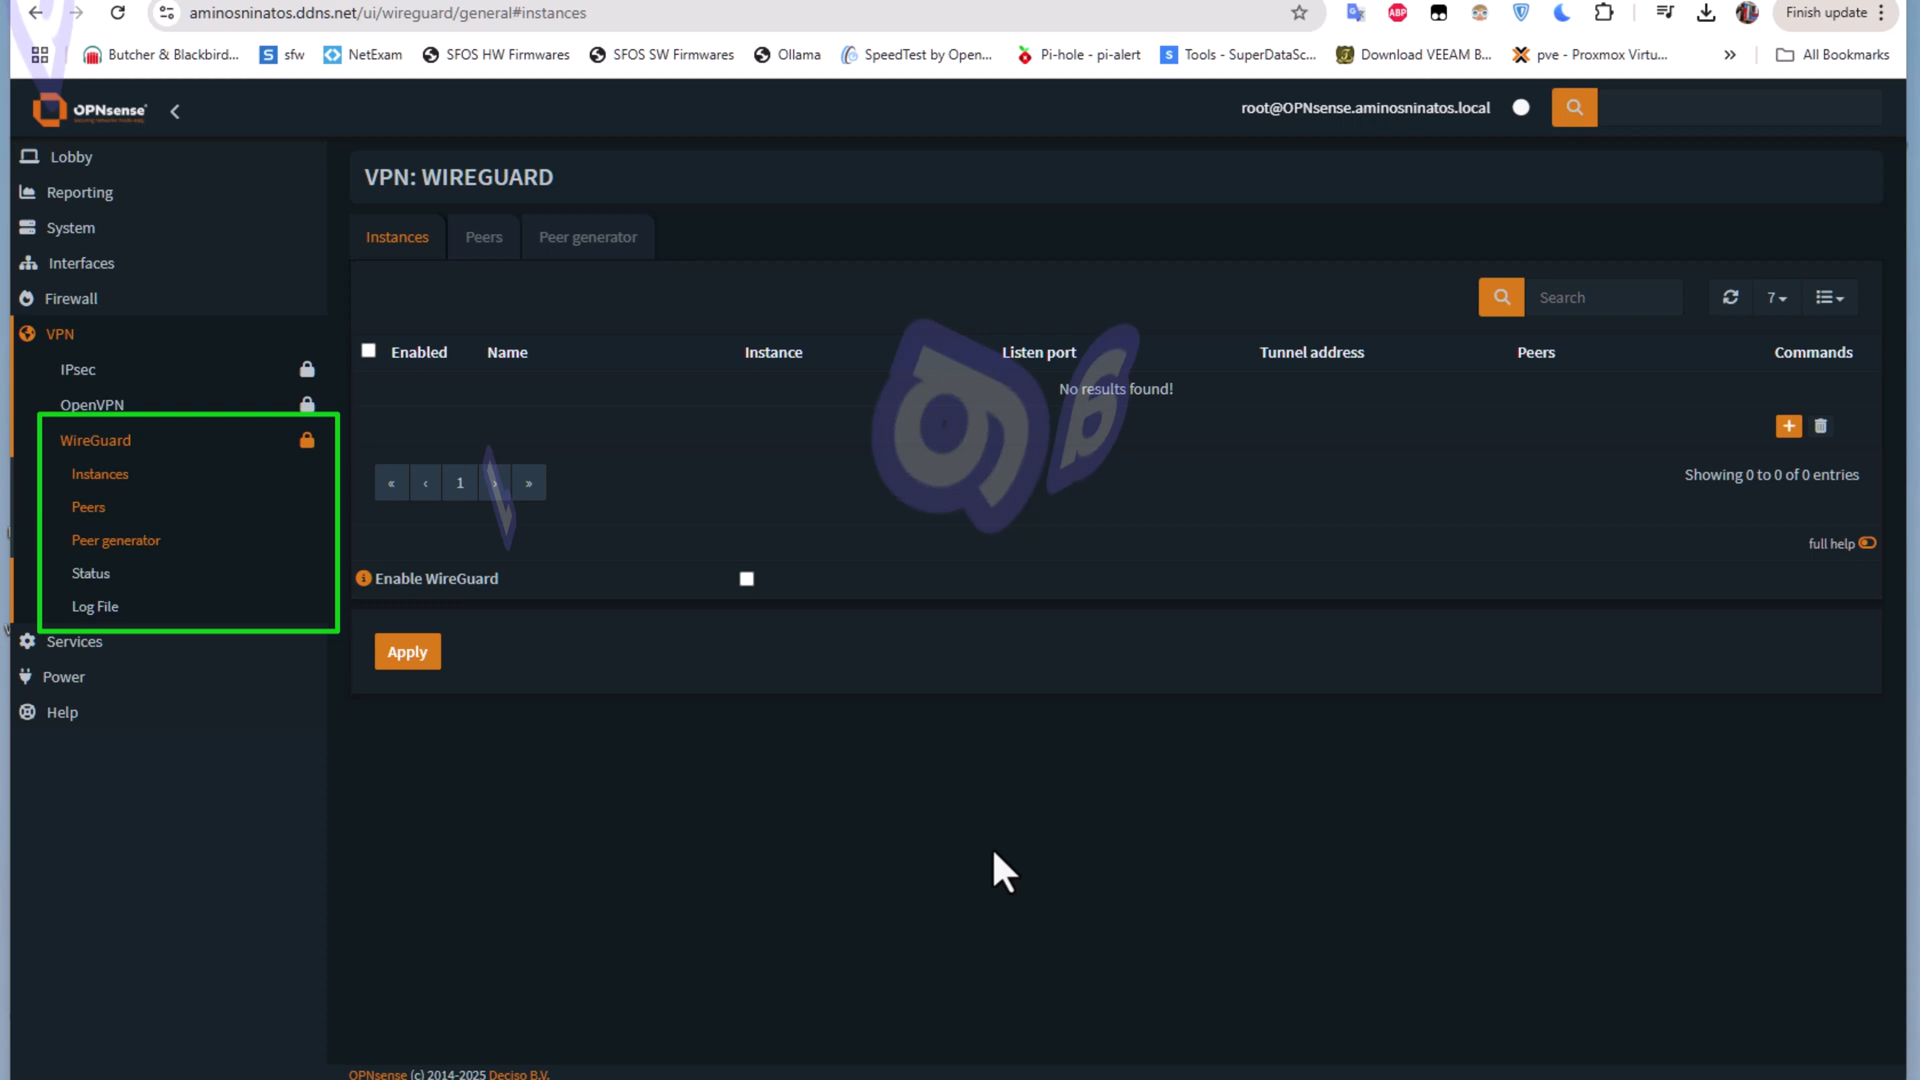 aminosninatos.ddns.net/ui/wireguard/general#instances
ABP
Finish update
Butcher & Blackbird...
S sfw
NetExam
SFOS HW Firmwares
SFOS SW Firmwares
Ollama
SpeedTest by Open...
Pi-hole - pi-alert
S Tools - SuperDataSc...
Download VEEAM B...
pve - Proxmox Virtu...
»
All Bookmarks
OPNsense
root@OPNsense.aminosninatos.local
Lobby
Reporting
System
Interfaces
Firewall
VPN
IPsec
OpenVPN
WireGuard
Instances
Peers
Peer generator
Status
Log File
Services
Power
Help
VPN: WIREGUARD
Instances
Peers
Peer generator
Search
7
Enabled
Name
Instance
Listen port
Tunnel address
Peers
Commands
No results found!
+
« ‹ 1 › »
Showing 0 to 0 of 0 entries
full help
Enable WireGuard
Apply
OPNsense (c) 2014-2025 Deciso B.V.